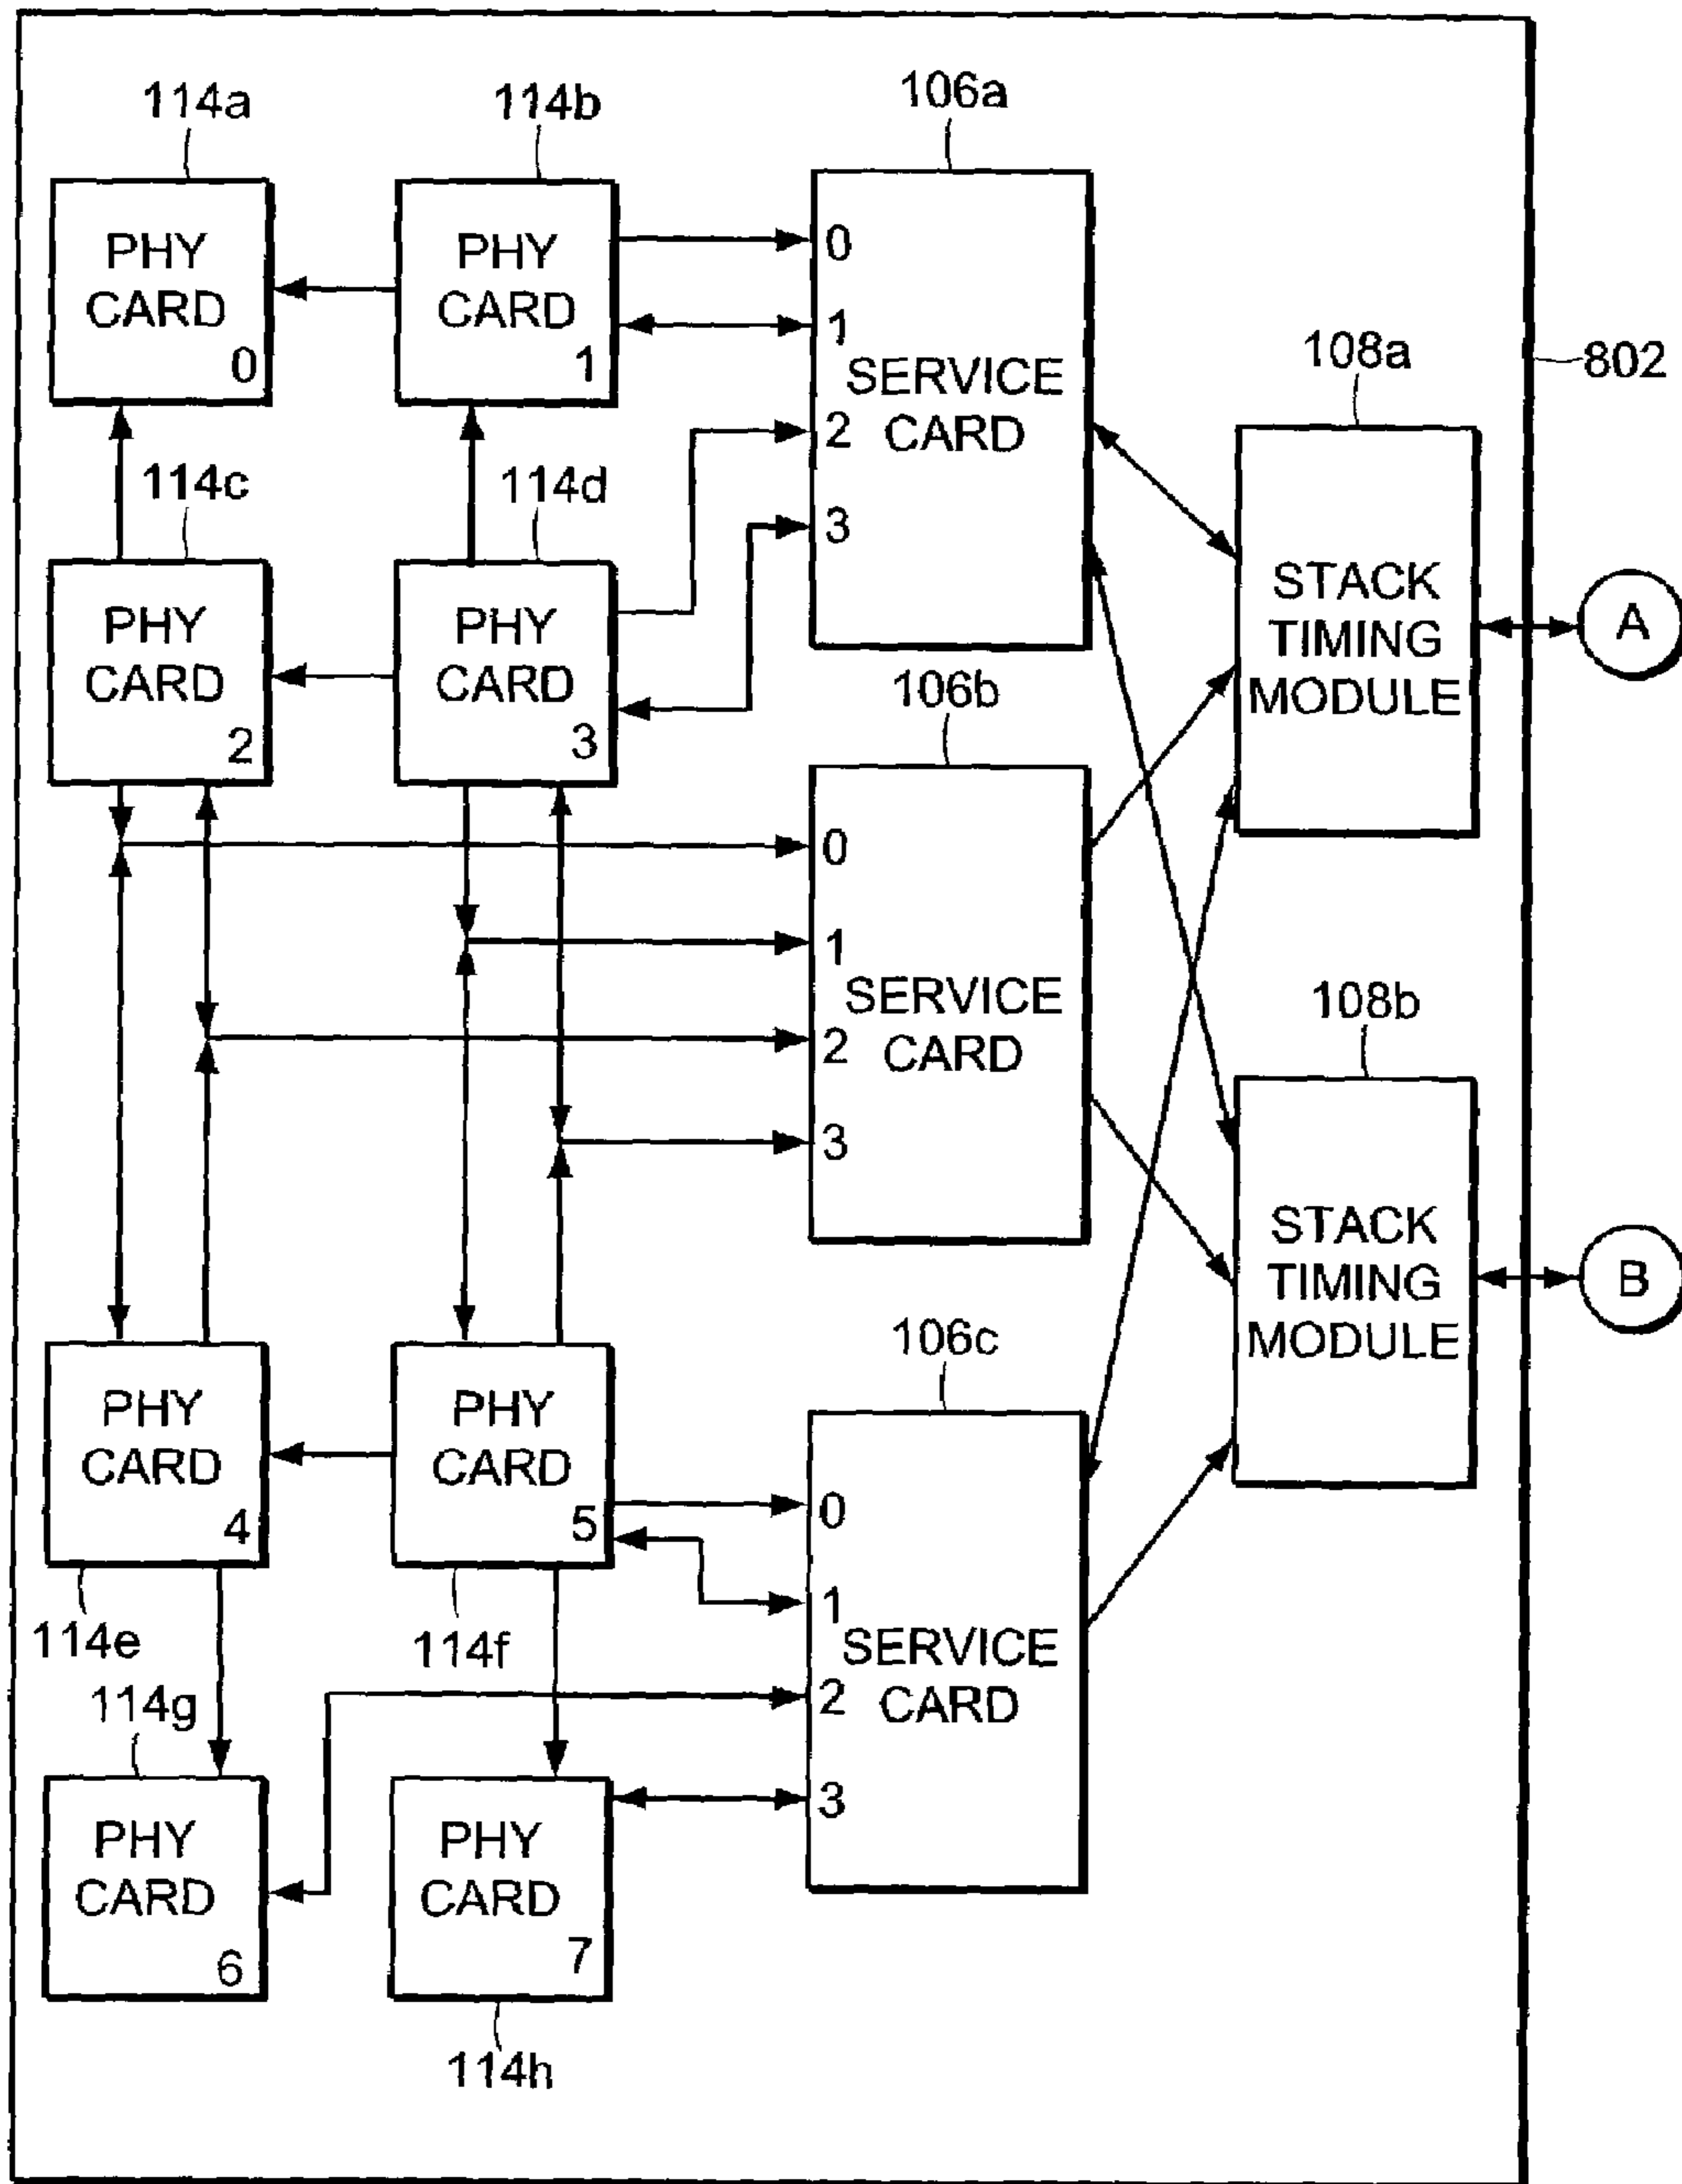 114a
114b
106a
PHY
CARD
0
PHY
CARD
1
0
1
2
3
SERVICE
CARD
108a
802
114c
114d
PHY
CARD
2
PHY
CARD
3
STACK
TIMING
MODULE
A
106b
0
1
2
3
SERVICE
CARD
108b
STACK
TIMING
MODULE
B
106c
PHY
CARD
4
PHY
CARD
5
0
1
2
3
SERVICE
CARD
114e
114f
114g
PHY
CARD
6
PHY
CARD
7
114h